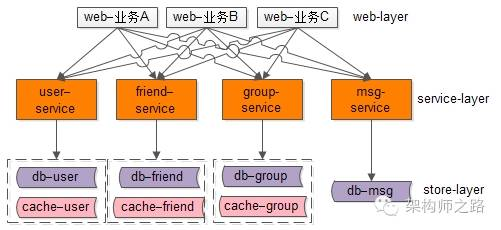 web-业务A
web-业务B
web-业务C
web-layer
user-
service
friend-
service
group-
service
msg-
service
service-layer
db-user
cache-user
db-friend
cache-friend
db-group
cache-group
db-msg
store-layer
架构师之路